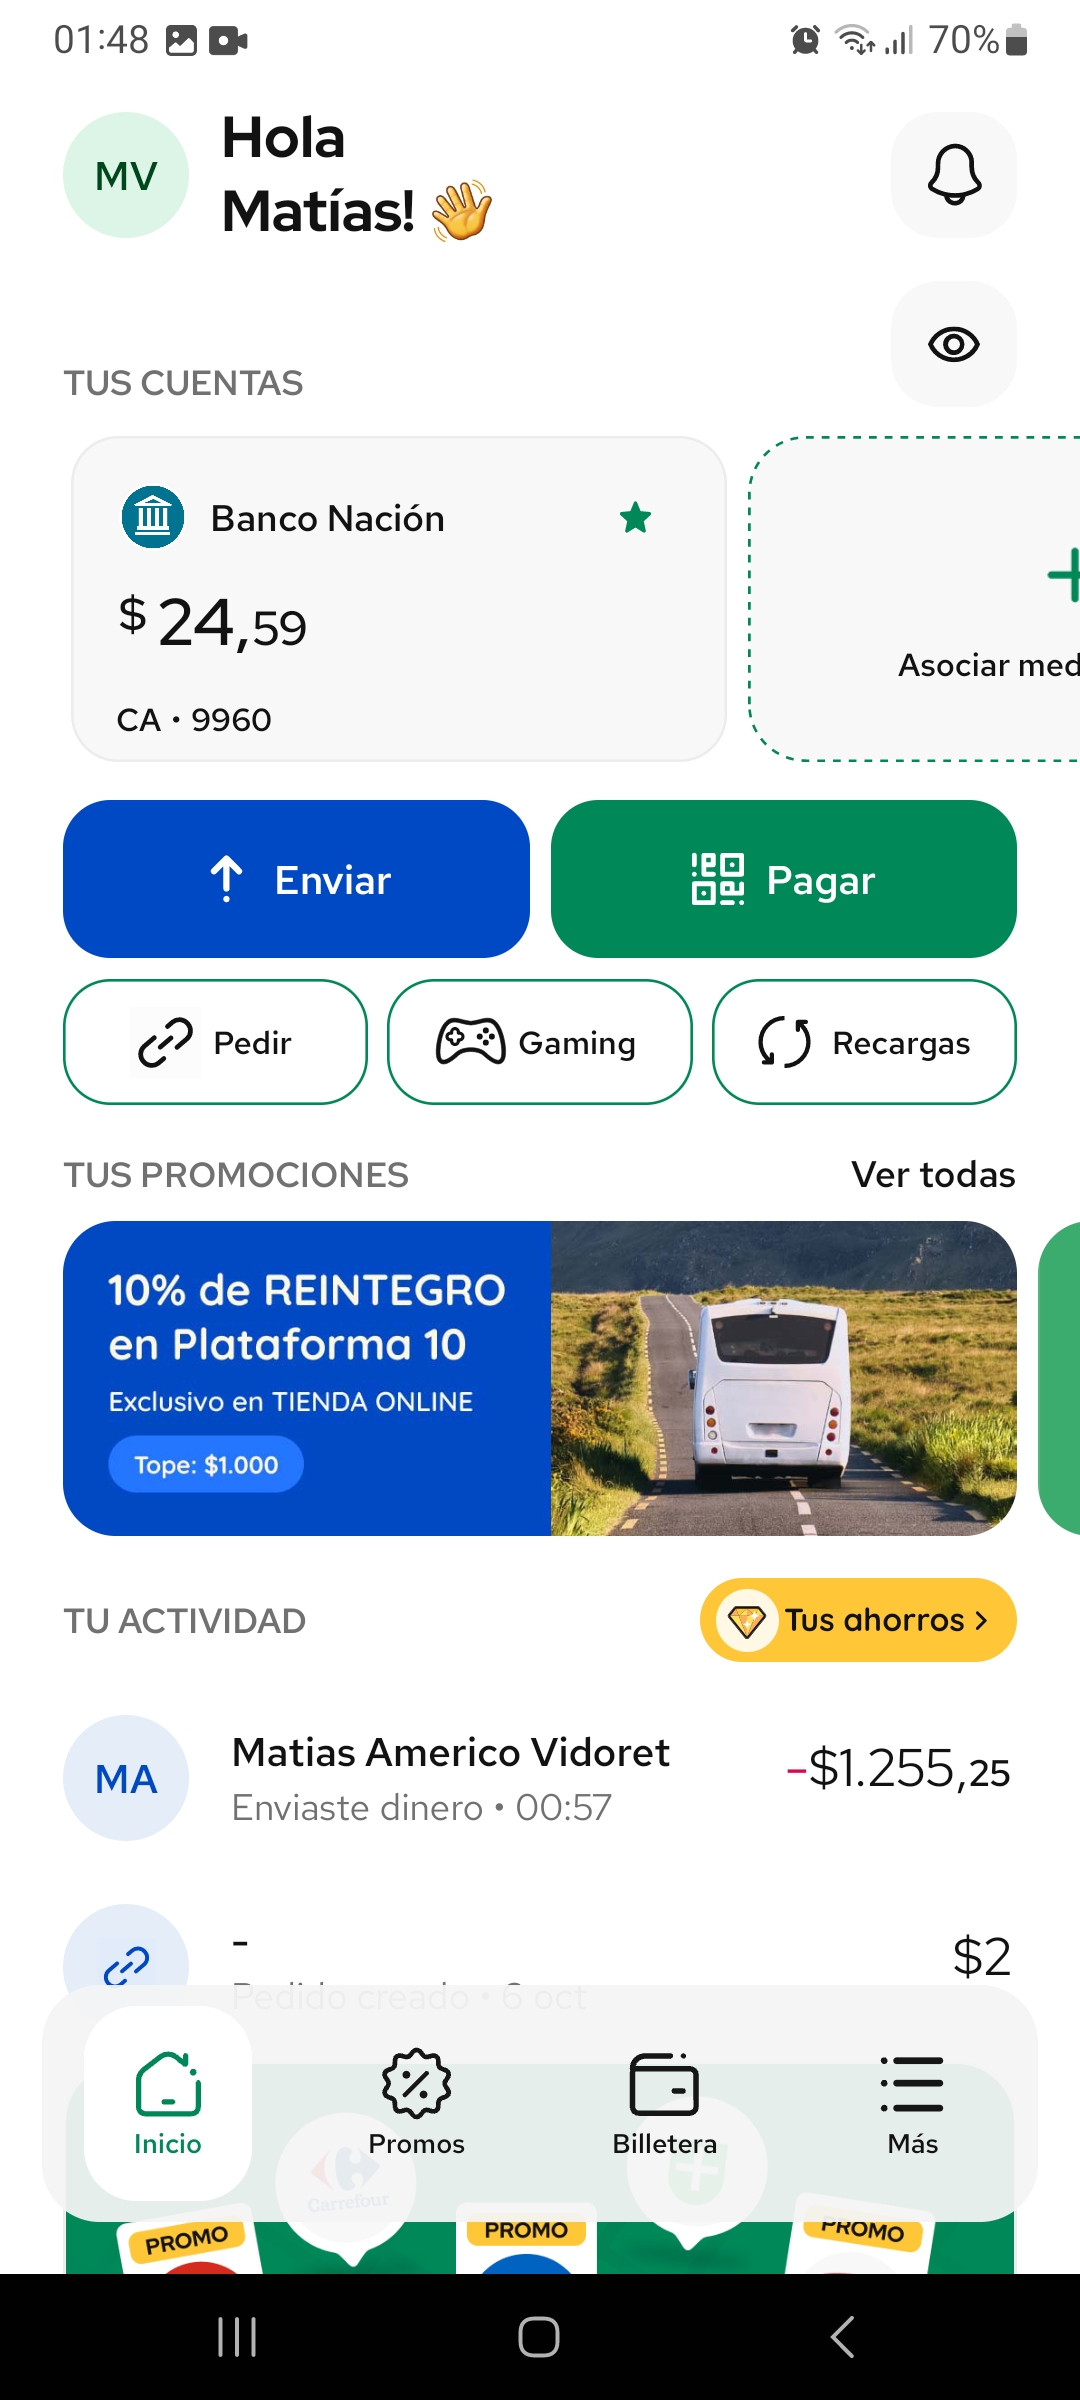 01:48
70%
MV
Hola
Matías! 👋
TUS CUENTAS
Banco Nación
$ 24,59
CA • 9960
Asociar med
Enviar
Pagar
Pedir
Gaming
Recargas
TUS PROMOCIONES
Ver todas
10% de REINTEGRO
en Plataforma 10
Exclusivo en TIENDA ONLINE
Tope: $1.000
TU ACTIVIDAD
Tus ahorros >
MA
Matias Americo Vidoret
-$1.255,25
Enviaste dinero • 00:57
-
$2
Pedido creado • 6 oct
Inicio
Promos
Billetera
Más
Carrefour
PROMO
PROMO
PROMO